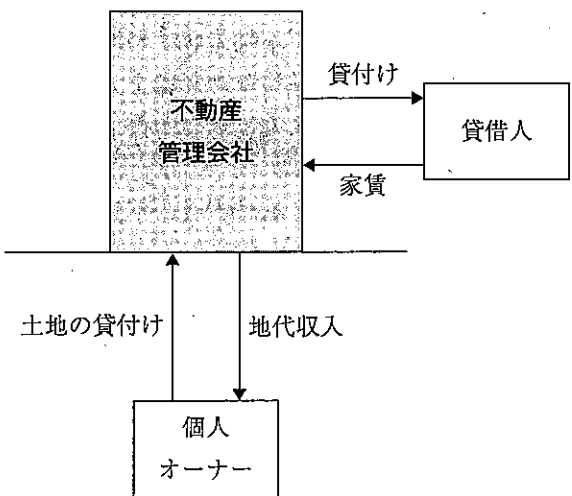 不動産
管理会社
貸付け
賃借人
家賃
土地の貸付け
地代収入
個人
オーナー